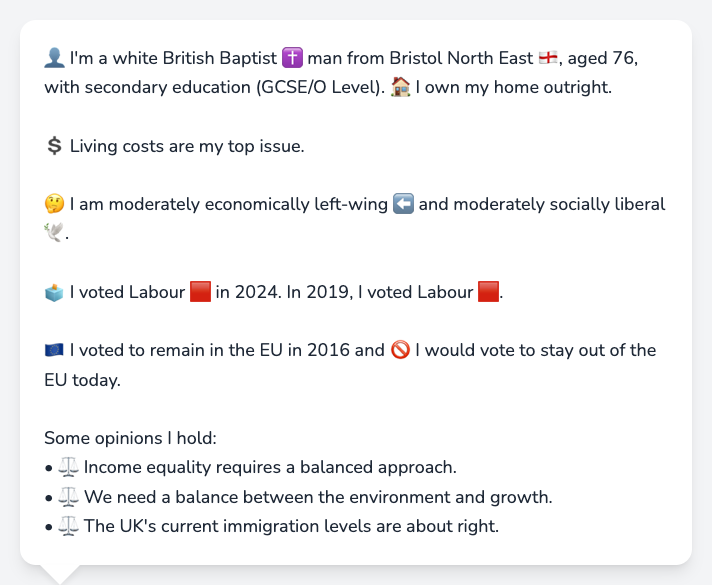 👤 I'm a white British Baptist ✝️ man from Bristol North East 🏴󠁧󠁢󠁥󠁮󠁧󠁿, aged 76,
with secondary education (GCSE/O Level). 🏠 I own my home outright.
💲 Living costs are my top issue.
🤔 I am moderately economically left-wing ⬅️ and moderately socially liberal
🕊️.
🗳️ I voted Labour 🟥 in 2024. In 2019, I voted Labour 🟥.
🇪🇺 I voted to remain in the EU in 2016 and 🚫 I would vote to stay out of the
EU today.
Some opinions I hold:
• ⚖️ Income equality requires a balanced approach.
• ⚖️ We need a balance between the environment and growth.
• ⚖️ The UK's current immigration levels are about right.